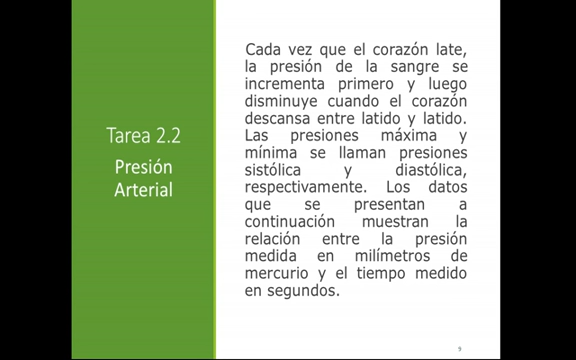 Tarea 2.2
Presión
Arterial
Cada vez que el corazón late,
la presión de la sangre se
incrementa primero y luego
disminuye cuando el corazón
descansa entre latido y latido.
Las presiones máxima y
mínima se llaman presiones
sistólica y diastólica,
respectivamente. Los datos
que se presentan a
continuación muestran la
relación entre la presión
medida en milímetros de
mercurio y el tiempo medido
en segundos.
9